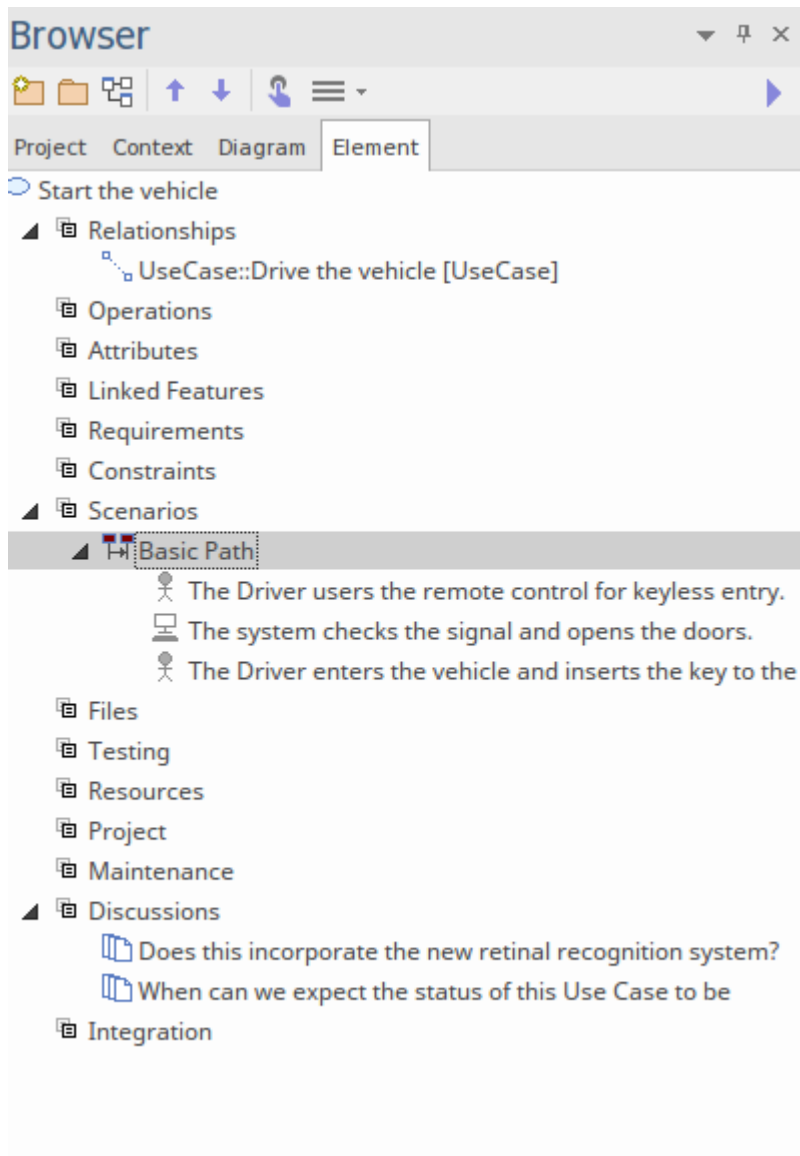 Browser
Project Context Diagram Element
Start the vehicle
Relationships
UseCase::Drive the vehicle [UseCase]
Operations
Attributes
Linked Features
Requirements
Constraints
Scenarios
Basic Path
The Driver users the remote control for keyless entry.
The system checks the signal and opens the doors.
The Driver enters the vehicle and inserts the key to the
Files
Testing
Resources
Project
Maintenance
Discussions
Does this incorporate the new retinal recognition system?
When can we expect the status of this Use Case to be
Integration